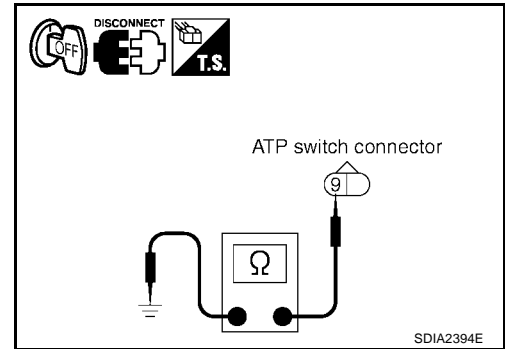 DISCONNECT
OFF
T.S.
ATP switch connector
9
Ω
SDIA2394E